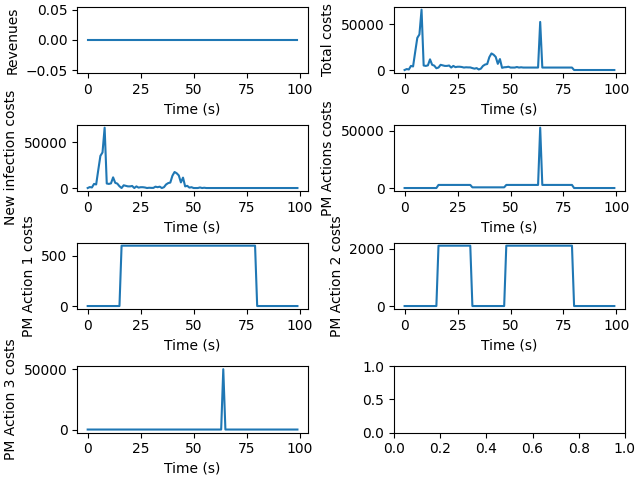 Revenues
0.05
0.00
−0.05
0 25 50 75 100
Time (s)
Total costs
50000
0
0 25 50 75 100
Time (s)
New infection costs
50000
0
0 25 50 75 100
Time (s)
PM Actions costs
50000
0
0 25 50 75 100
Time (s)
PM Action 1 costs
500
0
0 25 50 75 100
Time (s)
PM Action 2 costs
2000
0
0 25 50 75 100
Time (s)
PM Action 3 costs
50000
0
0 25 50 75 100
Time (s)
1.0
0.5
0.0
0.0 0.2 0.4 0.6 0.8 1.0